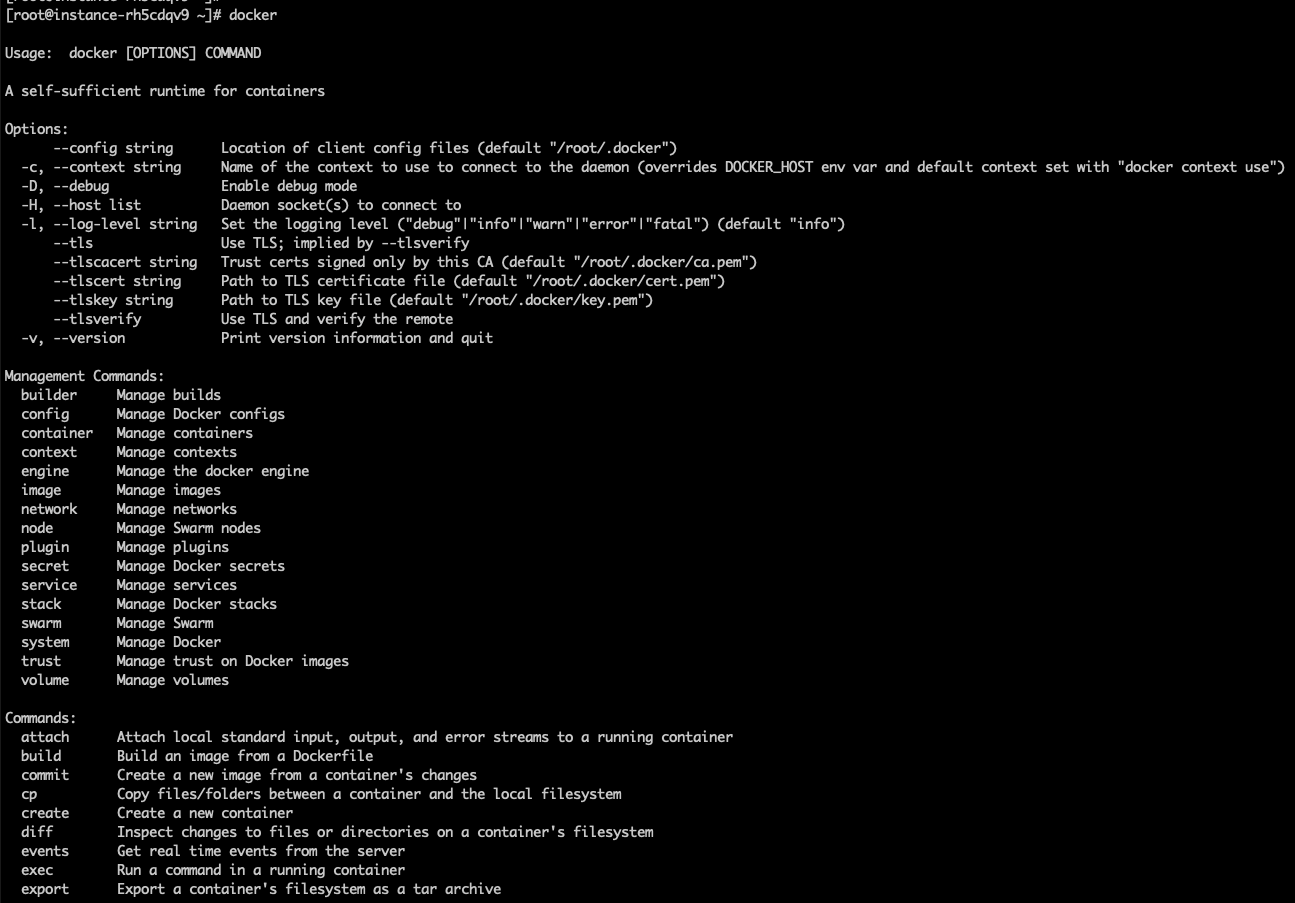 [root@instance-rh5cdqv9 ~]# docker
Usage:  docker [OPTIONS] COMMAND
A self-sufficient runtime for containers
Options:
      --config string      Location of client config files (default "/root/.docker")
  -c, --context string     Name of the context to use to connect to the daemon (overrides DOCKER_HOST env var and default context set with "docker context use")
  -D, --debug              Enable debug mode
  -H, --host list          Daemon socket(s) to connect to
  -l, --log-level string   Set the logging level ("debug"|"info"|"warn"|"error"|"fatal") (default "info")
      --tls                Use TLS; implied by --tlsverify
      --tlscacert string   Trust certs signed only by this CA (default "/root/.docker/ca.pem")
      --tlscert string     Path to TLS certificate file (default "/root/.docker/cert.pem")
      --tlskey string      Path to TLS key file (default "/root/.docker/key.pem")
      --tlsverify          Use TLS and verify the remote
  -v, --version            Print version information and quit
Management Commands:
  builder     Manage builds
  config      Manage Docker configs
  container   Manage containers
  context     Manage contexts
  engine      Manage the docker engine
  image       Manage images
  network     Manage networks
  node        Manage Swarm nodes
  plugin      Manage plugins
  secret      Manage Docker secrets
  service     Manage services
  stack       Manage Docker stacks
  swarm       Manage Swarm
  system      Manage Docker
  trust       Manage trust on Docker images
  volume      Manage volumes
Commands:
  attach      Attach local standard input, output, and error streams to a running container
  build       Build an image from a Dockerfile
  commit      Create a new image from a container's changes
  cp          Copy files/folders between a container and the local filesystem
  create      Create a new container
  diff        Inspect changes to files or directories on a container's filesystem
  events      Get real time events from the server
  exec        Run a command in a running container
  export      Export a container's filesystem as a tar archive